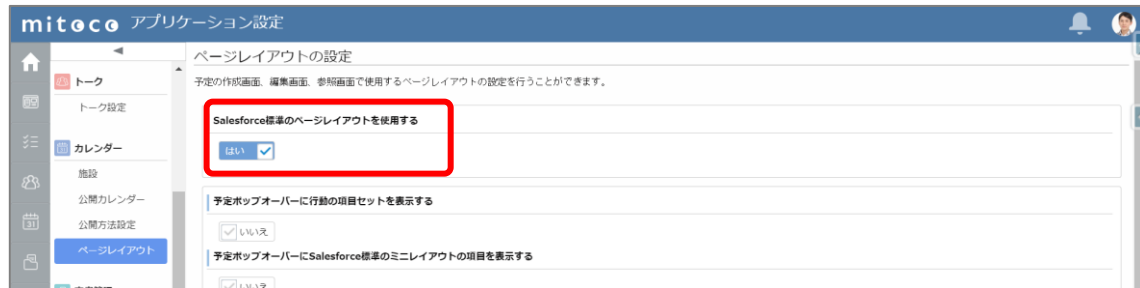 mitoco アプリケーション設定
ページレイアウトの設定
予定の作成画面、編集画面、参照画面で使用するページレイアウトの設定を行うことができます。
トーク
トーク設定
カレンダー
施設
公開カレンダー
公開方法設定
ページレイアウト
Salesforce標準のページレイアウトを使用する
はい
予定ポップオーバーに行動の項目セットを表示する
いいえ
予定ポップオーバーにSalesforce標準のミニレイアウトの項目を表示する
いいえ